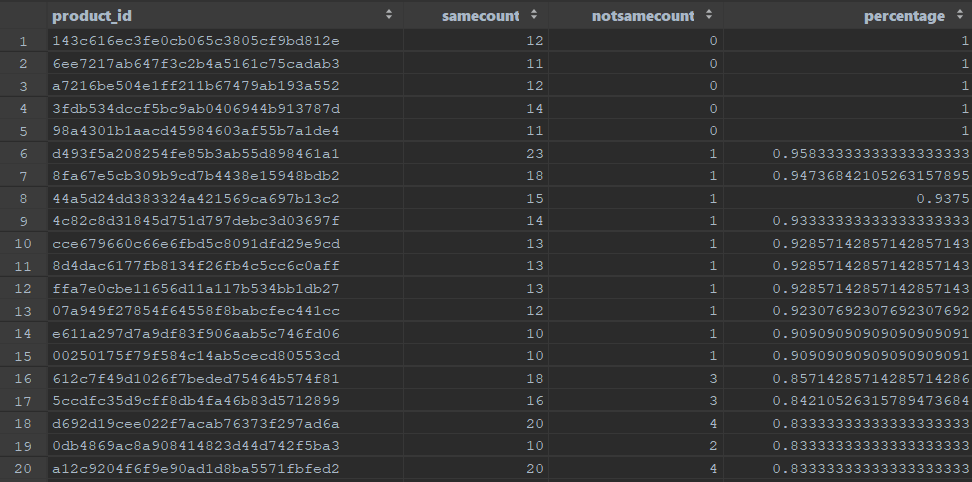 product_id samecount notsamecount percentage
1 143c616ec3fe0cb065c3805cf9bd812e 12 0 1
2 6ee7217ab647f3c2b4a5161c75cadab3 11 0 1
3 a7216be504e1ff211b67479ab193a552 12 0 1
4 3fdb534dccf5bc9ab0406944b913787d 14 0 1
5 98a4301b1aacd45984603af55b7a1de4 11 0 1
6 d493f5a208254fe85b3ab55d898461a1 23 1 0.95833333333333333333
7 8fa67e5cb309b9cd7b4438e15948bdb2 18 1 0.94736842105263157895
8 44a5d24dd383324a421569ca697b13c2 15 1 0.9375
9 4c82c8d31845d751d797debc3d03697f 14 1 0.93333333333333333333
10 cce679660c66e6fbd5c8091dfd29e9cd 13 1 0.92857142857142857143
11 8d4dac6177fb8134f26fb4c5cc6c0aff 13 1 0.92857142857142857143
12 ffa7e0cbe11656d11a117b534bb1db27 13 1 0.92857142857142857143
13 07a949f27854f64558f8babcfec441cc 12 1 0.92307692307692307692
14 e611a297d7a9df83f906aab5c746fd06 10 1 0.90909090909090909091
15 00250175f79f584c14ab5cecd80553cd 10 1 0.90909090909090909091
16 612c7f49d1026f7beded75464b574f81 18 3 0.85714285714285714286
17 5ccdfc35d9cff8db4fa46b83d5712899 16 3 0.84210526315789473684
18 d692d19cee022f7acab76373f297ad6a 20 4 0.83333333333333333333
19 0db4869ac8a908414823d44d742f5ba3 10 2 0.83333333333333333333
20 a12c9204f6f9e90ad1d8ba5571fbfed2 20 4 0.83333333333333333333